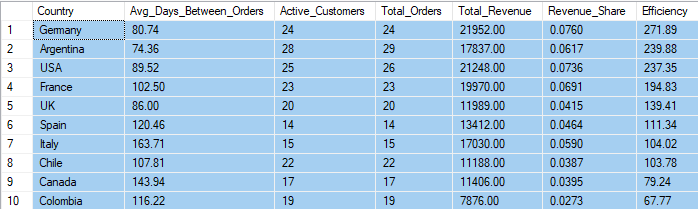 Country Avg_Days_Between_Orders Active_Customers Total_Orders Total_Revenue Revenue_Share Efficiency
1 Germany 80.74 24 24 21952.00 0.0760 271.89
2 Argentina 74.36 28 29 17837.00 0.0617 239.88
3 USA 89.52 25 26 21248.00 0.0736 237.35
4 France 102.50 23 23 19970.00 0.0691 194.83
5 UK 86.00 20 20 11989.00 0.0415 139.41
6 Spain 120.46 14 14 13412.00 0.0464 111.34
7 Italy 163.71 15 15 17030.00 0.0590 104.02
8 Chile 107.81 22 22 11188.00 0.0387 103.78
9 Canada 143.94 17 17 11406.00 0.0395 79.24
10 Colombia 116.22 19 19 7876.00 0.0273 67.77